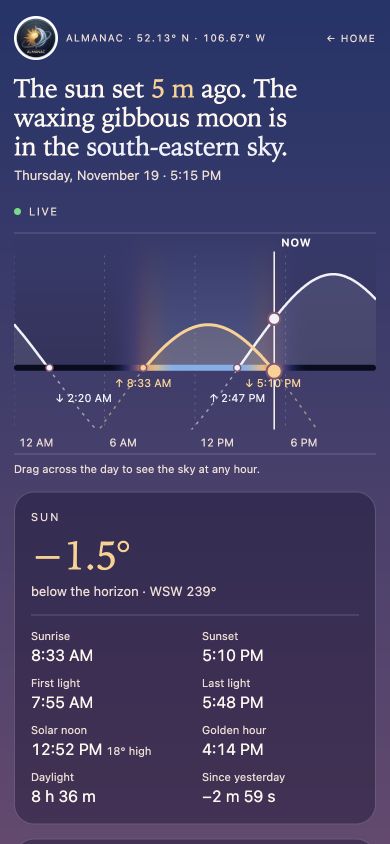 ALMANAC
ALMANAC · 52.13° N · 106.67° W
← HOME
The sun set 5 m ago. The
waxing gibbous moon is
in the south-eastern sky.
Thursday, November 19 · 5:15 PM
LIVE
NOW
↑ 8:33 AM
↓ 5:10 PM
↓ 2:20 AM
↑ 2:47 PM
12 AM
6 AM
12 PM
6 PM
Drag across the day to see the sky at any hour.
SUN
−1.5°
below the horizon · WSW 239°
Sunrise
Sunset
8:33 AM
5:10 PM
First light
Last light
7:55 AM
5:48 PM
Solar noon
Golden hour
12:52 PM 18° high
4:14 PM
Daylight
Since yesterday
8 h 36 m
−2 m 59 s